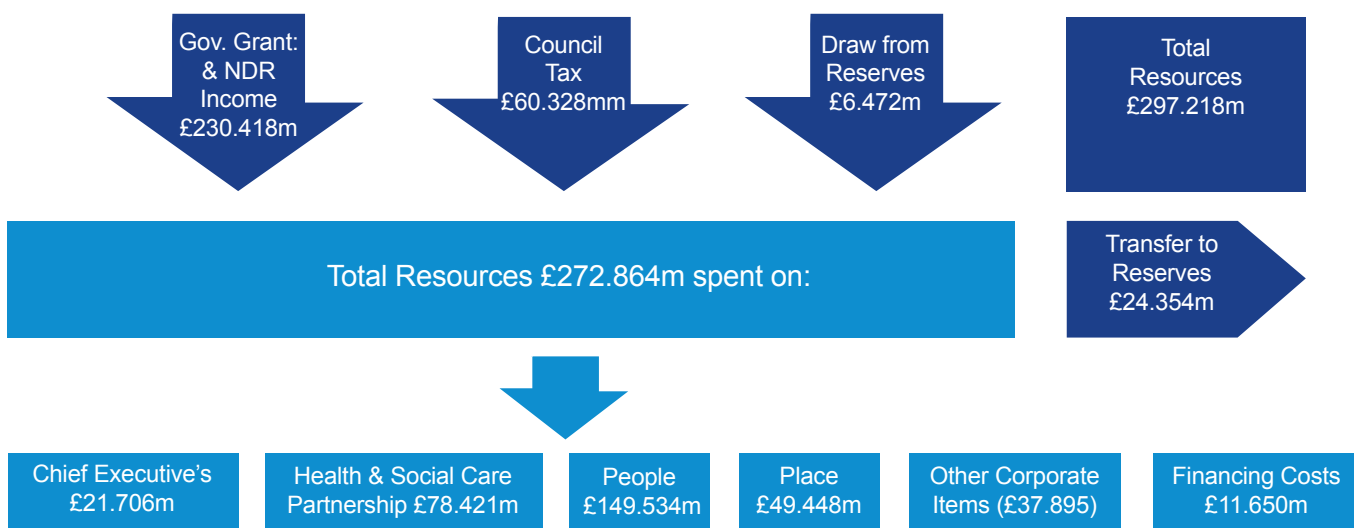 Gov. Grant:
& NDR
Income
£230.418m
Council
Tax
£60.328mm
Draw from
Reserves
£6.472m
Total
Resources
£297.218m
Total Resources £272.864m spent on:
Transfer to
Reserves
£24.354m
Chief Executive's
£21.706m
Health & Social Care
Partnership £78.421m
People
£149.534m
Place
£49.448m
Other Corporate
Items (£37.895)
Financing Costs
£11.650m